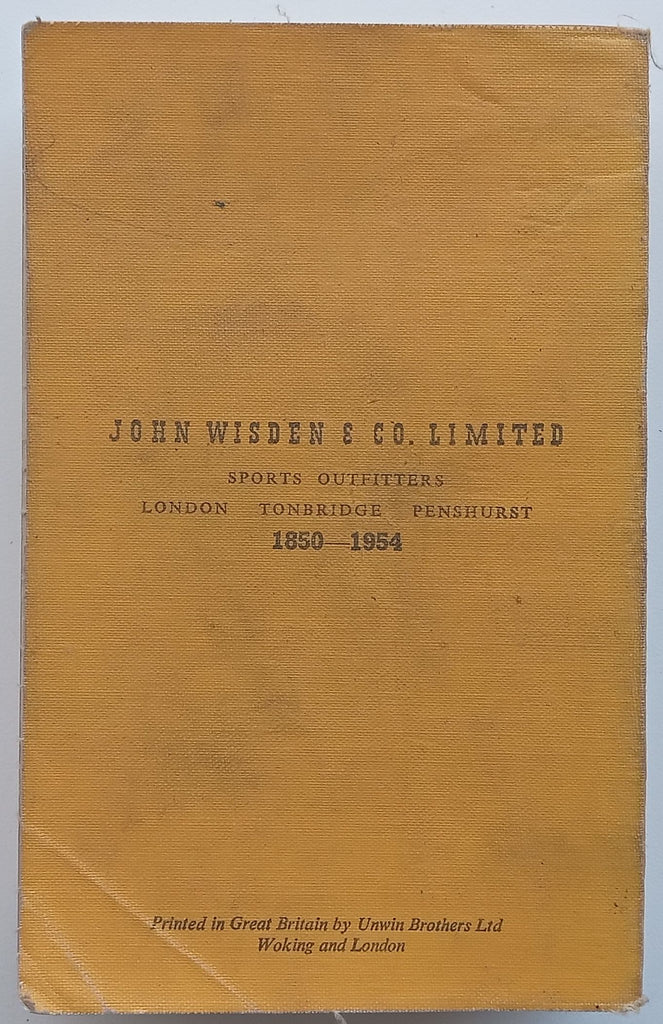 JOHN WISDEN & CO. LIMITED
SPORTS OUTFITTERS
LONDON TONBRIDGE PENSHURST
1850—1954
Printed in Great Britain by Unwin Brothers Ltd
Woking and London